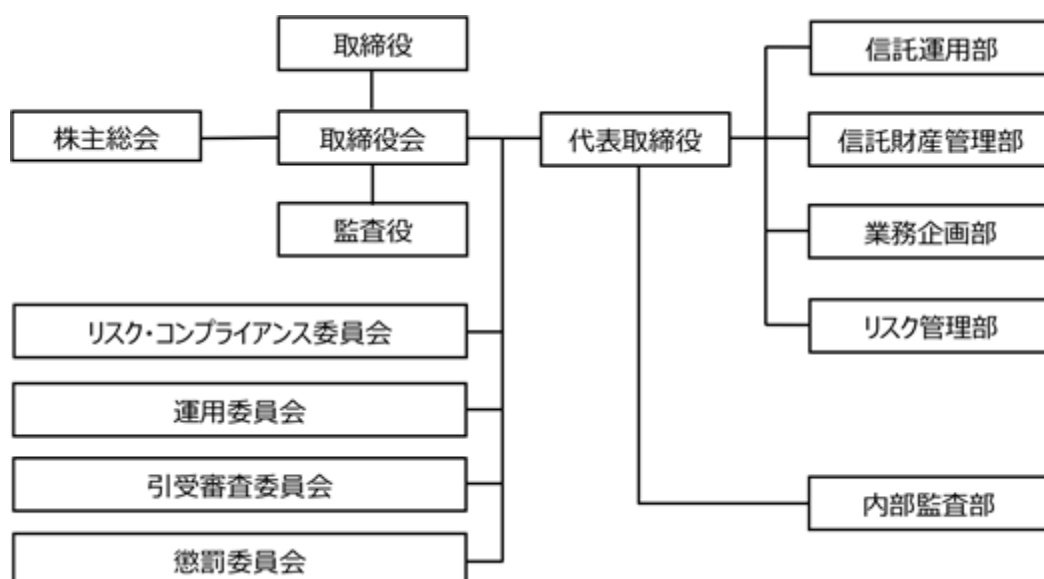 取締役
株主総会
取締役会
監査役
代表取締役
信託運用部
信託財産管理部
業務企画部
リスク管理部
内部監査部
リスク・コンプライアンス委員会
運用委員会
引受審査委員会
懲罰委員会